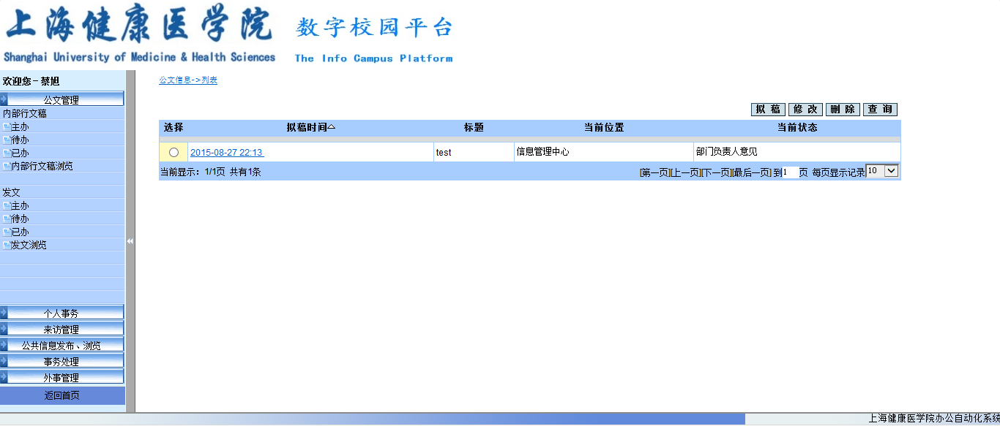 上海健康医学院 数字校园平台
Shanghai University of Medicine & Health Sciences The Info Campus Platform
欢迎您－蔡旭
公文管理
内部行文稿
主办
待办
已办
内部行文稿浏览
发文
主办
待办
已办
发文浏览
个人事务
来访管理
公共信息发布、浏览
事务处理
外事管理
返回首页
公文信息->列表
拟 稿 修 改 删 除 查 询
选择 拟稿时间△ 标题 当前位置 当前状态
2015-08-27 22:13 test 信息管理中心 部门负责人意见
当前显示：1/1页 共有1条 [第一页][上一页][下一页][最后一页] 到1 页 每页显示记录10
上海健康医学院办公自动化系统